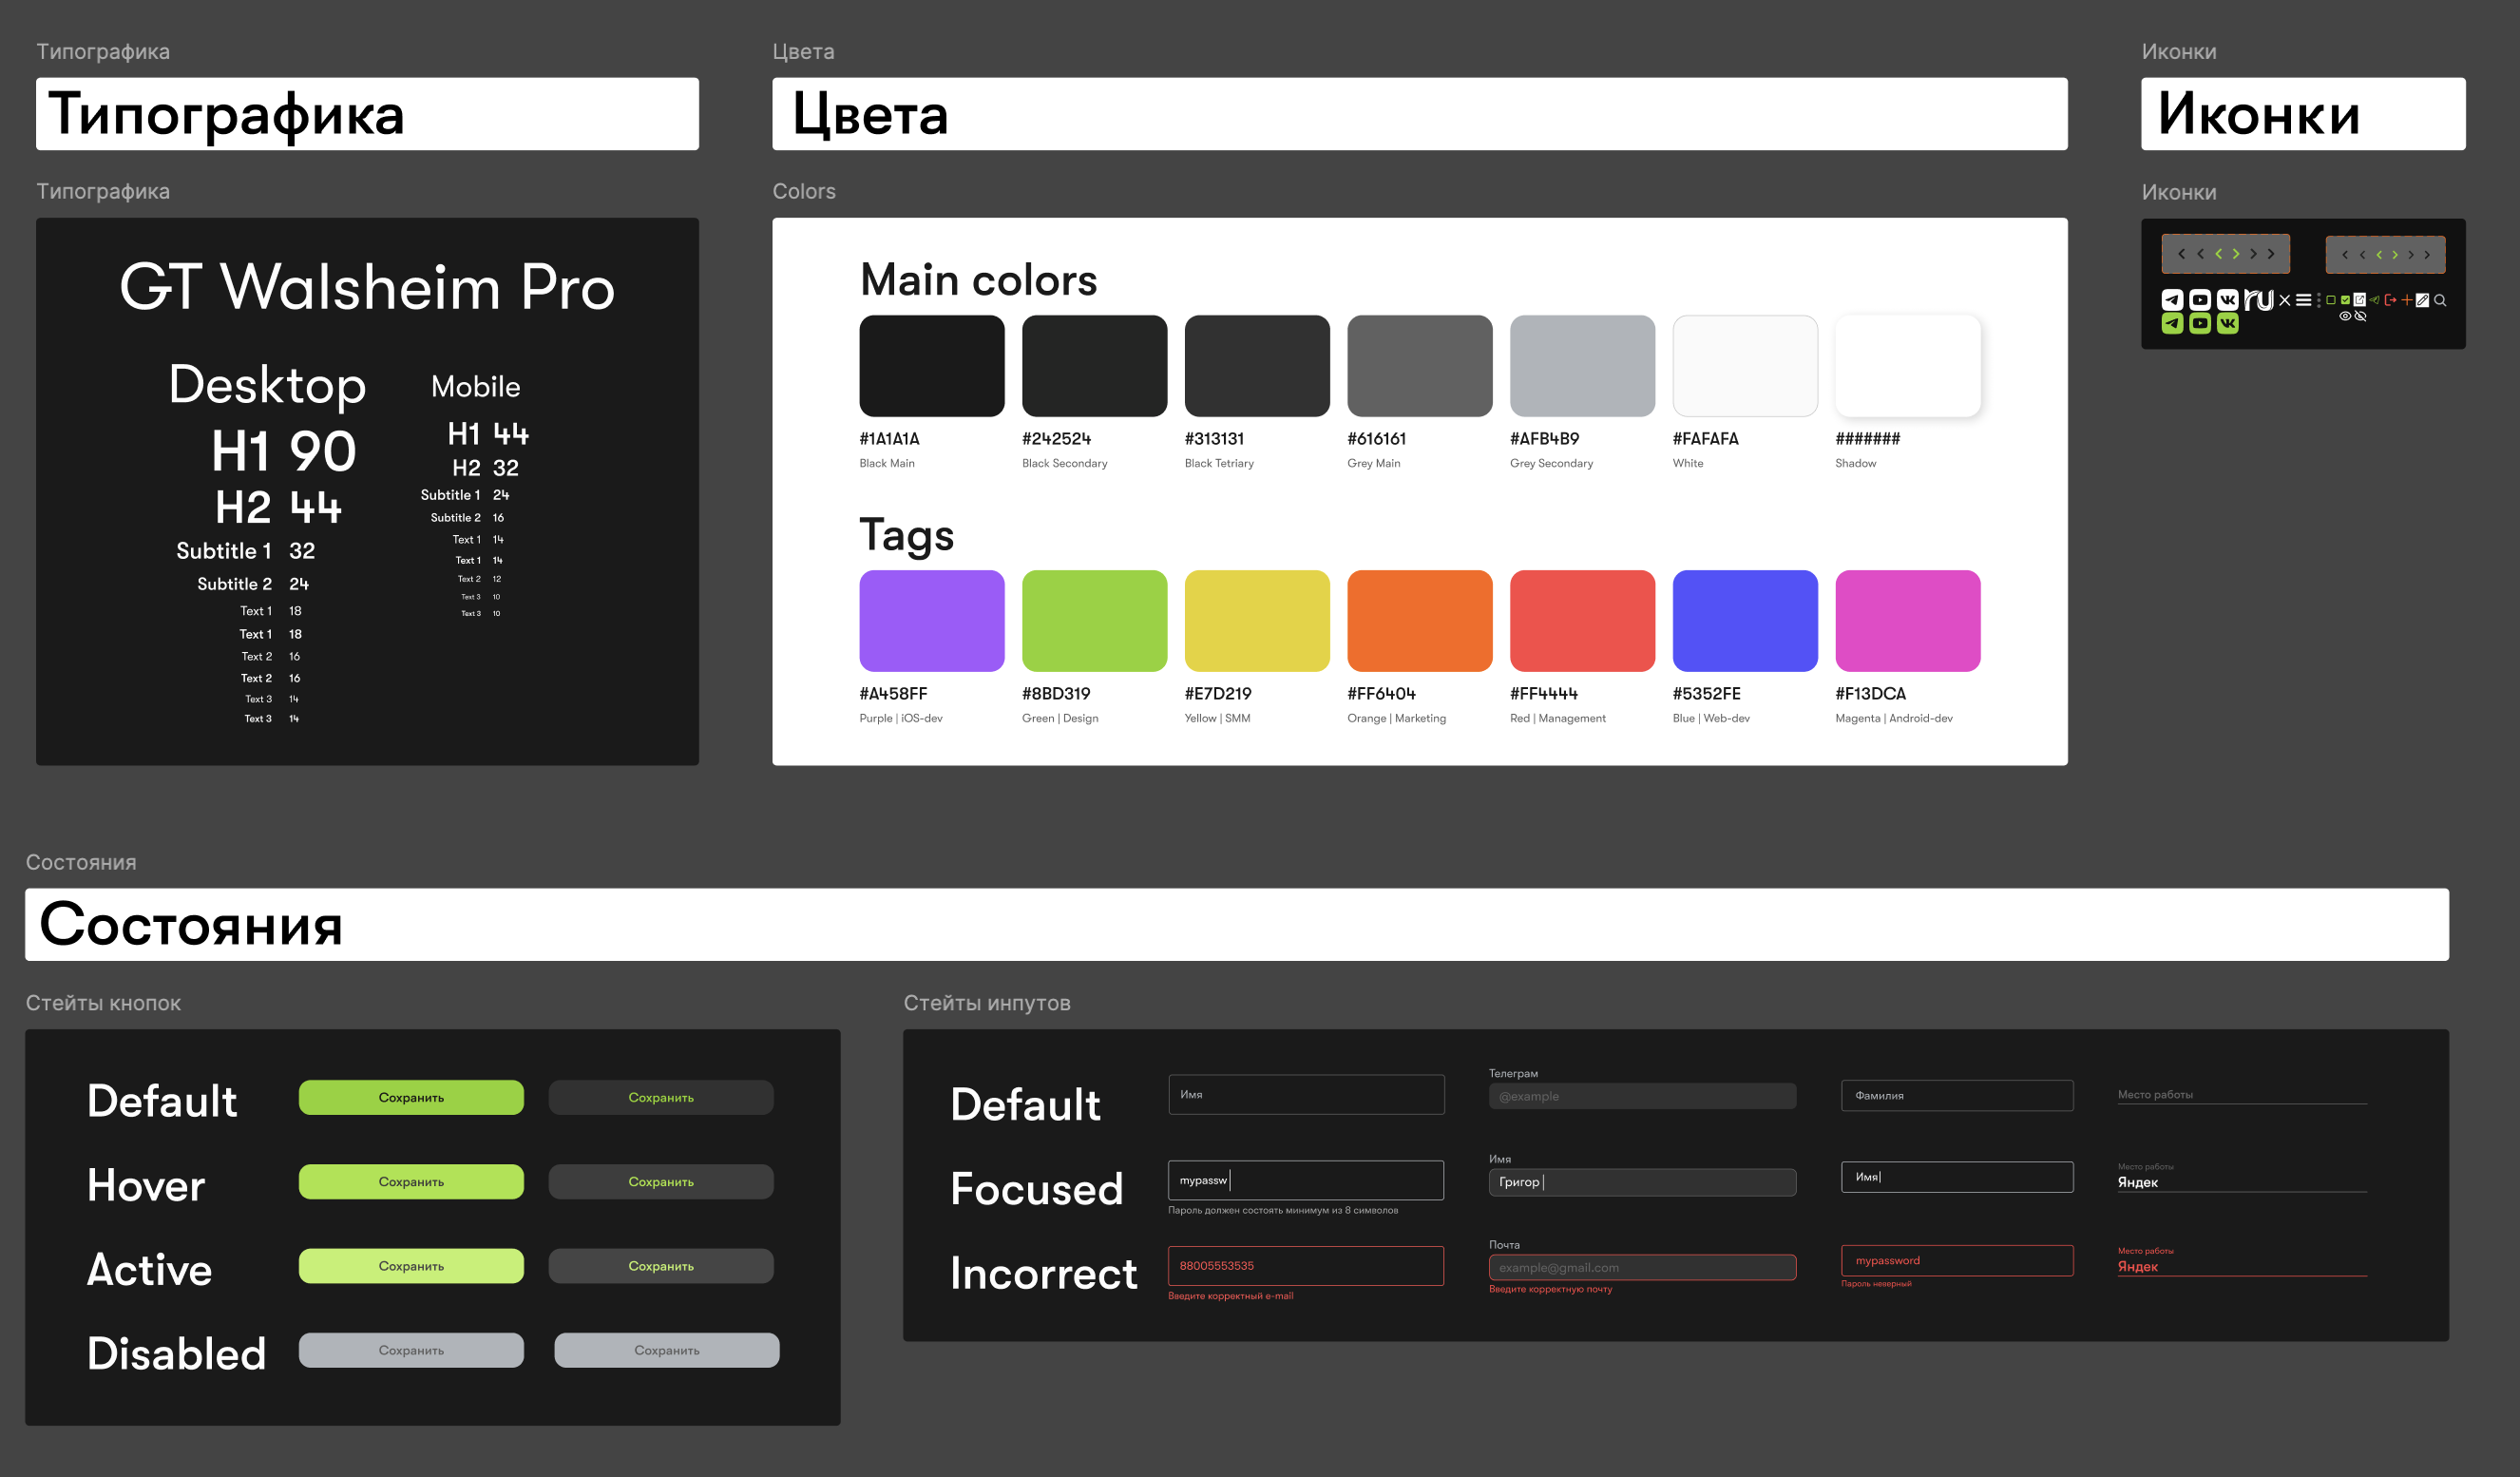 Типографика
Типографика
Типографика
GT Walsheim Pro
Desktop
H1 90
H2 44
Subtitle 1 32
Subtitle 2 24
Text 1 18
Text 1 18
Text 2 16
Text 2 16
Text 3 14
Text 3 14
Mobile
H1 44
H2 32
Subtitle 1 24
Subtitle 2 16
Text 1 14
Text 1 14
Text 2 12
Text 3 10
Text 3 10
Цвета
Цвета
Colors
Main colors
#1A1A1A
Black Main
#242524
Black Secondary
#313131
Black Tetriary
#616161
Grey Main
#AFB4B9
Grey Secondary
#FAFAFA
White
#######
Shadow
Tags
#A458FF
Purple | iOS-dev
#8BD319
Green | Design
#E7D219
Yellow | SMM
#FF6404
Orange | Marketing
#FF4444
Red | Management
#5352FE
Blue | Web-dev
#F13DCA
Magenta | Android-dev
Иконки
Иконки
Иконки
ru
Состояния
Состояния
Стейты кнопок
Default
Сохранить
Сохранить
Hover
Сохранить
Сохранить
Active
Сохранить
Сохранить
Disabled
Сохранить
Сохранить
Стейты инпутов
Default
Имя
Телеграм
@example
Фамилия
Место работы
Focused
mypassw
Пароль должен состоять минимум из 8 символов
Имя
Григор
Имя
Место работы
Яндек
Incorrect
88005553535
Введите корректный e-mail
Почта
example@gmail.com
Введите корректную почту
mypassword
Пароль неверный
Место работы
Яндек